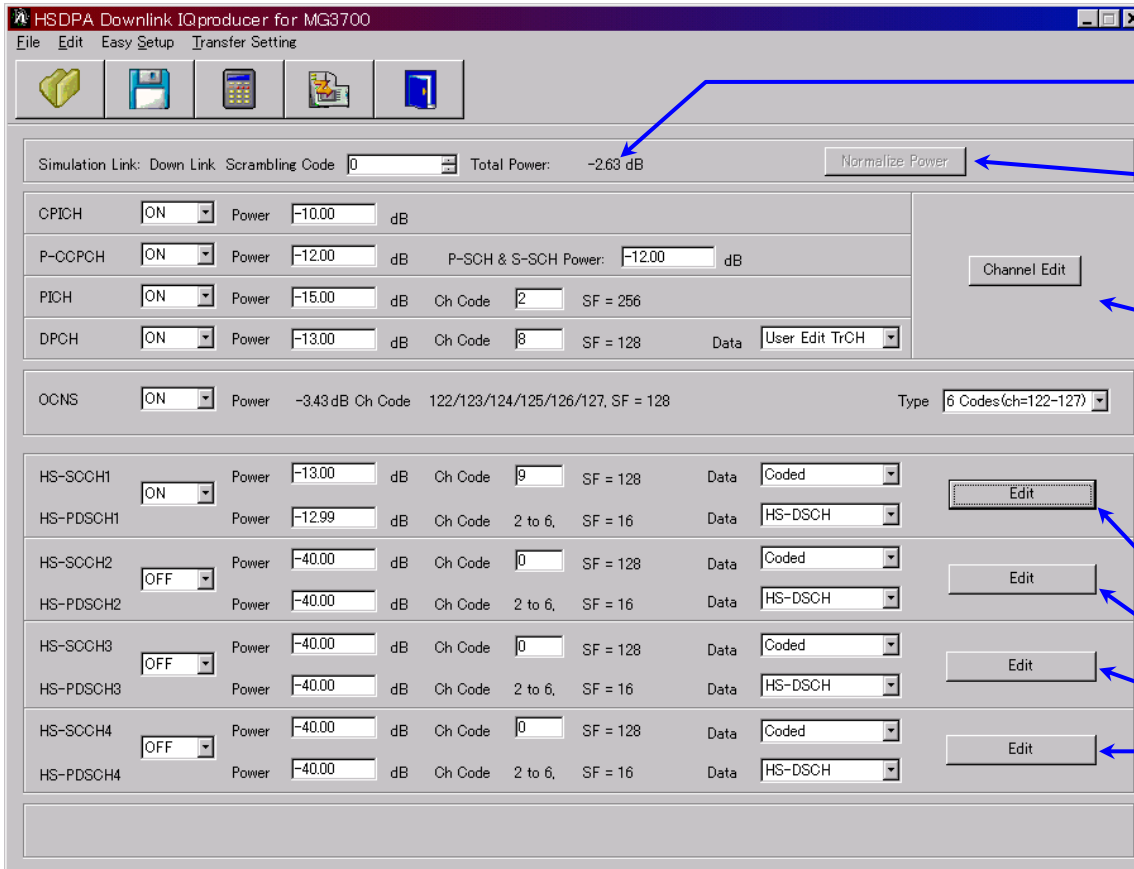 HSDPA Downlink IQproducer for MG3700
File Edit Easy Setup Transfer Setting
Simulation Link: Down Link Scrambling Code 0 Total Power: -2.63 dB Normalize Power
CPICH ON Power -10.00 dB
P-CCPCH ON Power -12.00 dB P-SCH & S-SCH Power: -12.00 dB
Channel Edit
PICH ON Power -15.00 dB Ch Code 2 SF = 256
DPCH ON Power -13.00 dB Ch Code 8 SF = 128 Data User Edit TrCH
OCNS ON Power -3.43 dB Ch Code 122/123/124/125/126/127, SF = 128 Type 6 Codes(ch=122-127)
HS-SCCH1 ON Power -13.00 dB Ch Code 9 SF = 128 Data Coded Edit
HS-PDSCH1 Power -12.99 dB Ch Code 2 to 6, SF = 16 Data HS-DSCH
HS-SCCH2 OFF Power -40.00 dB Ch Code 0 SF = 128 Data Coded Edit
HS-PDSCH2 Power -40.00 dB Ch Code 2 to 6, SF = 16 Data HS-DSCH
HS-SCCH3 OFF Power -40.00 dB Ch Code 0 SF = 128 Data Coded Edit
HS-PDSCH3 Power -40.00 dB Ch Code 2 to 6, SF = 16 Data HS-DSCH
HS-SCCH4 OFF Power -40.00 dB Ch Code 0 SF = 128 Data Coded Edit
HS-PDSCH4 Power -40.00 dB Ch Code 2 to 6, SF = 16 Data HS-DSCH